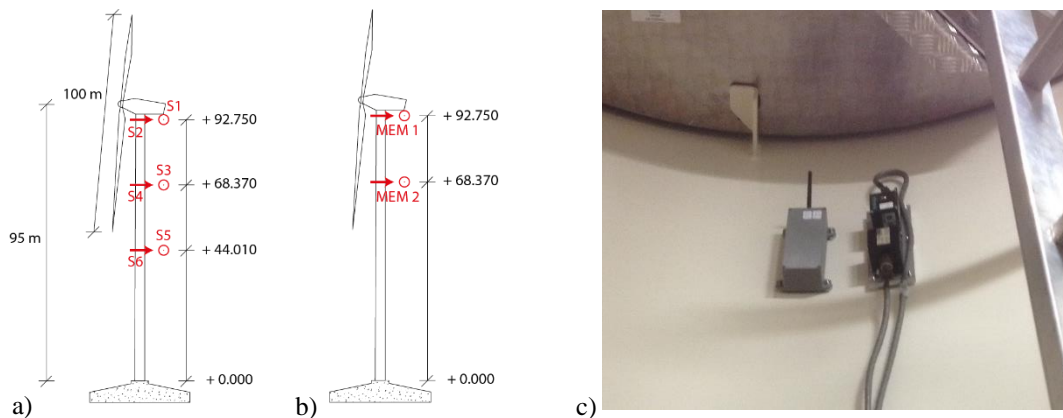 S1
100 m
+ 92.750
S2
S3
+ 68.370
S4
95 m
S5
+ 44.010
S6
+ 0.000
a)
MEM 1
+ 92.750
MEM 2
+ 68.370
+ 0.000
b)
c)